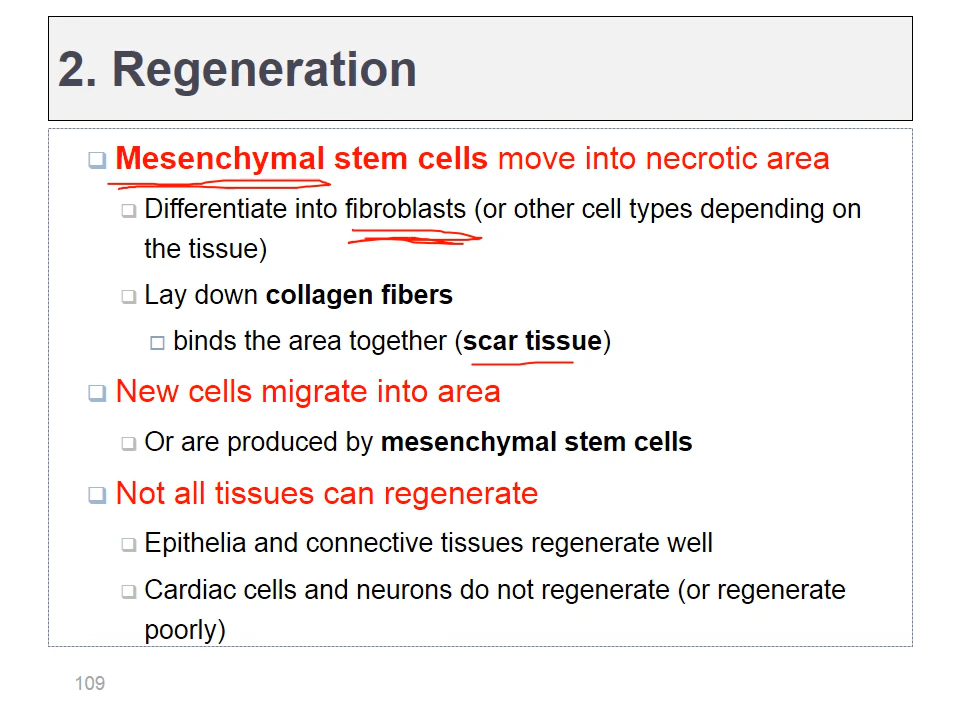 2. Regeneration
Mesenchymal stem cells move into necrotic area
Differentiate into fibroblasts (or other cell types depending on
the tissue)
Lay down collagen fibers
binds the area together (scar tissue)
New cells migrate into area
Or are produced by mesenchymal stem cells
Not all tissues can regenerate
Epithelia and connective tissues regenerate well
Cardiac cells and neurons do not regenerate (or regenerate
poorly)
109